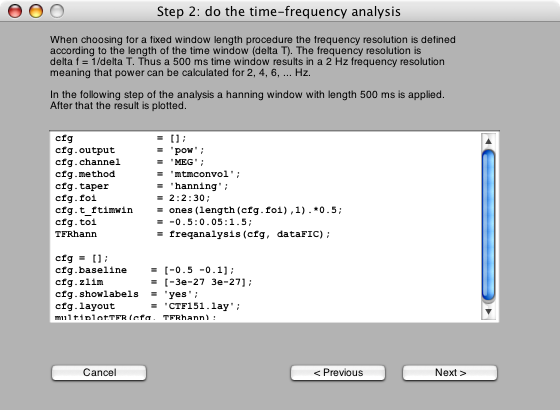 Step 2: do the time-frequency analysis
When choosing for a fixed window length procedure the frequency resolution is defined
according to the length of the time window (delta T). The frequency resolution is
delta f = 1/delta T. Thus a 500 ms time window results in a 2 Hz frequency resolution
meaning that power can be calculated for 2, 4, 6, ... Hz.
In the following step of the analysis a hanning window with length 500 ms is applied.
After that the result is plotted.
cfg = [];
cfg.output = 'pow';
cfg.channel = 'MEG';
cfg.method = 'mtmconvol';
cfg.taper = 'hanning';
cfg.foi = 2:2:30;
cfg.t_ftimwin = ones(length(cfg.foi),1).*0.5;
cfg.toi = -0.5:0.05:1.5;
TFRhann = freqanalysis(cfg, dataFIC);
cfg = [];
cfg.baseline = [-0.5 -0.1];
cfg.zlim = [-3e-27 3e-27];
cfg.showlabels = 'yes';
cfg.layout = 'CTF151.lay';
multiplotTFR(cfg, TFRhann);
Cancel
< Previous
Next >